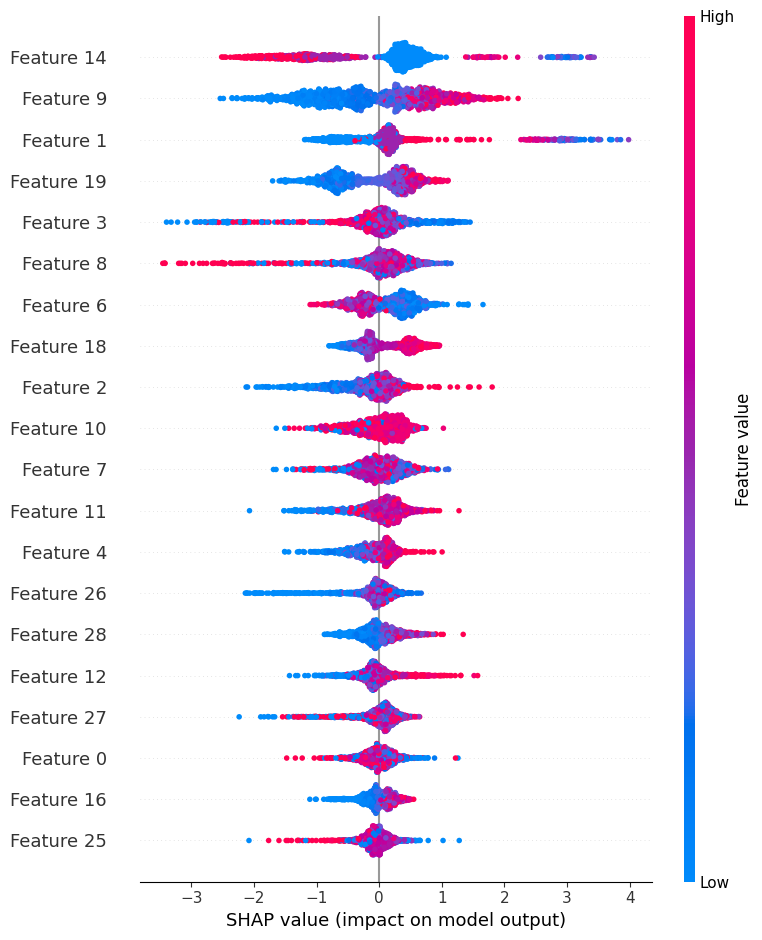 High
Feature 14
Feature 9
Feature 1
Feature 19
Feature 3
Feature 8
Feature 6
Feature 18
Feature 2
Feature 10
Feature 7
Feature 11
Feature 4
Feature 26
Feature 28
Feature 12
Feature 27
Feature 0
Feature 16
Feature 25
Feature value
Low
−3 −2 −1 0 1 2 3 4
SHAP value (impact on model output)